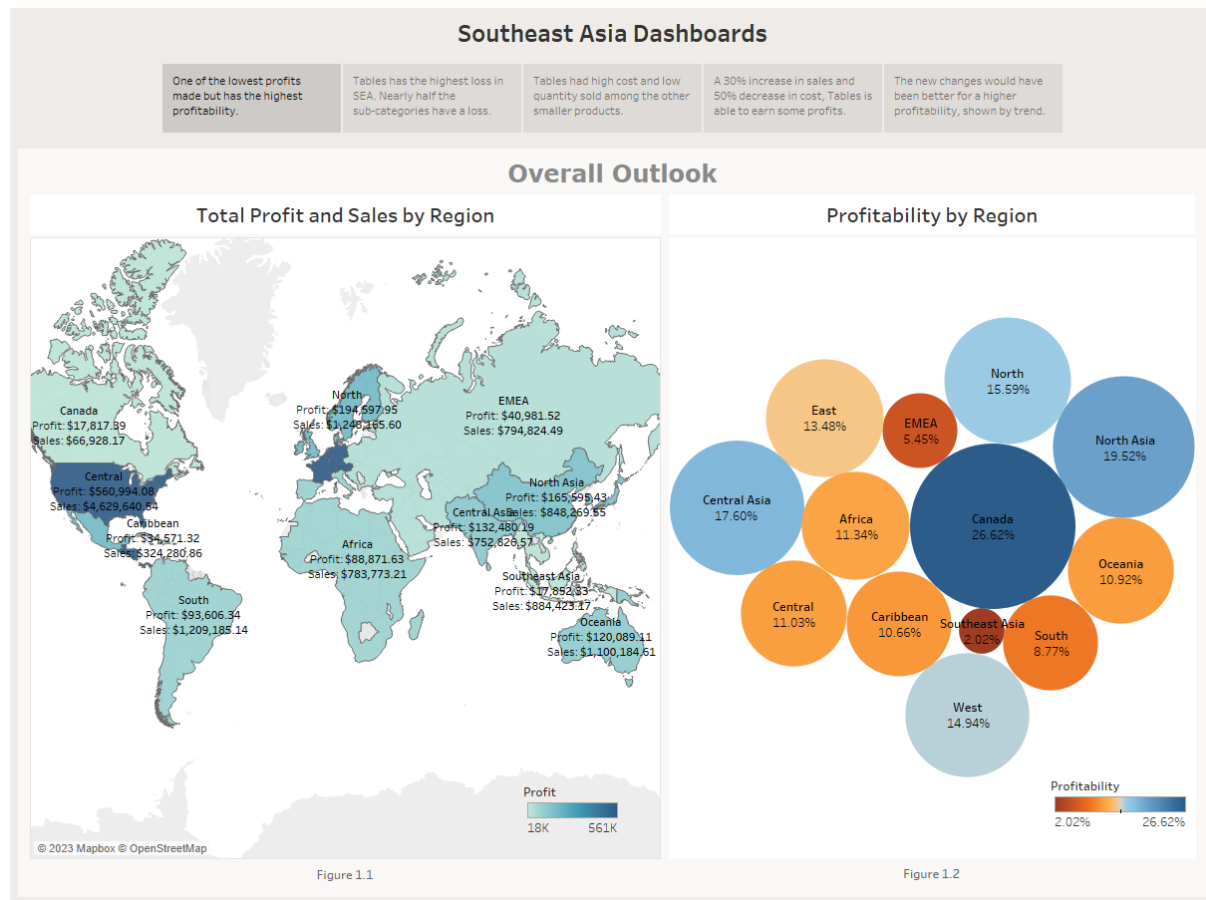 Southeast Asia Dashboards
One of the lowest profits
made but has the highest
profitability.
Tables has the highest loss in
SEA. Nearly half the
sub-categories have a loss.
Tables had high cost and low
quantity sold among the other
smaller products.
A 30% increase in sales and
50% decrease in cost, Tables is
able to earn some profits.
The new changes would have
been better for a higher
profitability, shown by trend.
Overall Outlook
Total Profit and Sales by Region
North
Profit: $194,597.95
Sales: $1,248,165.60
EMEA
Profit: $40,981.52
Sales: $794,824.49
Canada
Profit: $17,817.39
Sales: $66,928.17
Central
Profit: $560,994.08
Sales: $4,629,640.54
North Asia
Profit: $165,595.43
Sales: $848,269.55
Central Asia
Profit: $132,480.19
Sales: $752,826.57
Caribbean
Profit: $34,571.32
Sales: $324,280.86
Africa
Profit: $88,871.63
Sales: $783,773.21
Southeast Asia
Profit: $17,852.33
Sales: $884,423.17
South
Profit: $93,606.34
Sales: $1,209,185.14
Oceania
Profit: $120,089.11
Sales: $1,100,184.61
Profit
18K 561K
© 2023 Mapbox © OpenStreetMap
Figure 1.1
Profitability by Region
North
15.59%
East
13.48%
EMEA
5.45%
North Asia
19.52%
Central Asia
17.60%
Africa
11.34%
Canada
26.62%
Oceania
10.92%
Central
11.03%
Caribbean
10.66%
Southeast Asia
2.02%
South
8.77%
West
14.94%
Profitability
2.02% 26.62%
Figure 1.2